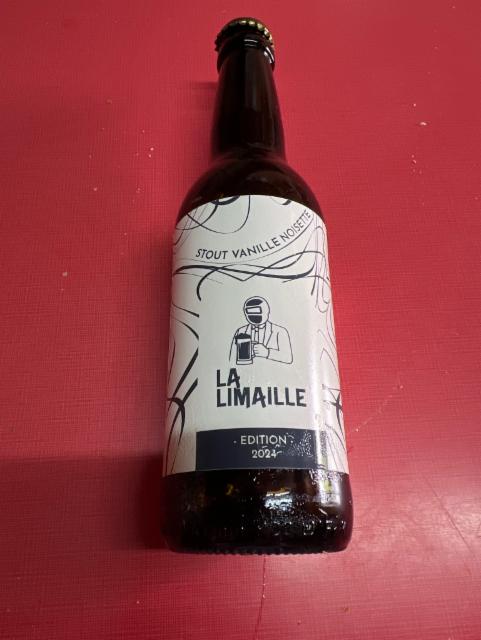 STOUT VANILLE NOISETTE
LA
LIMAILLE
· EDITION ·
2024